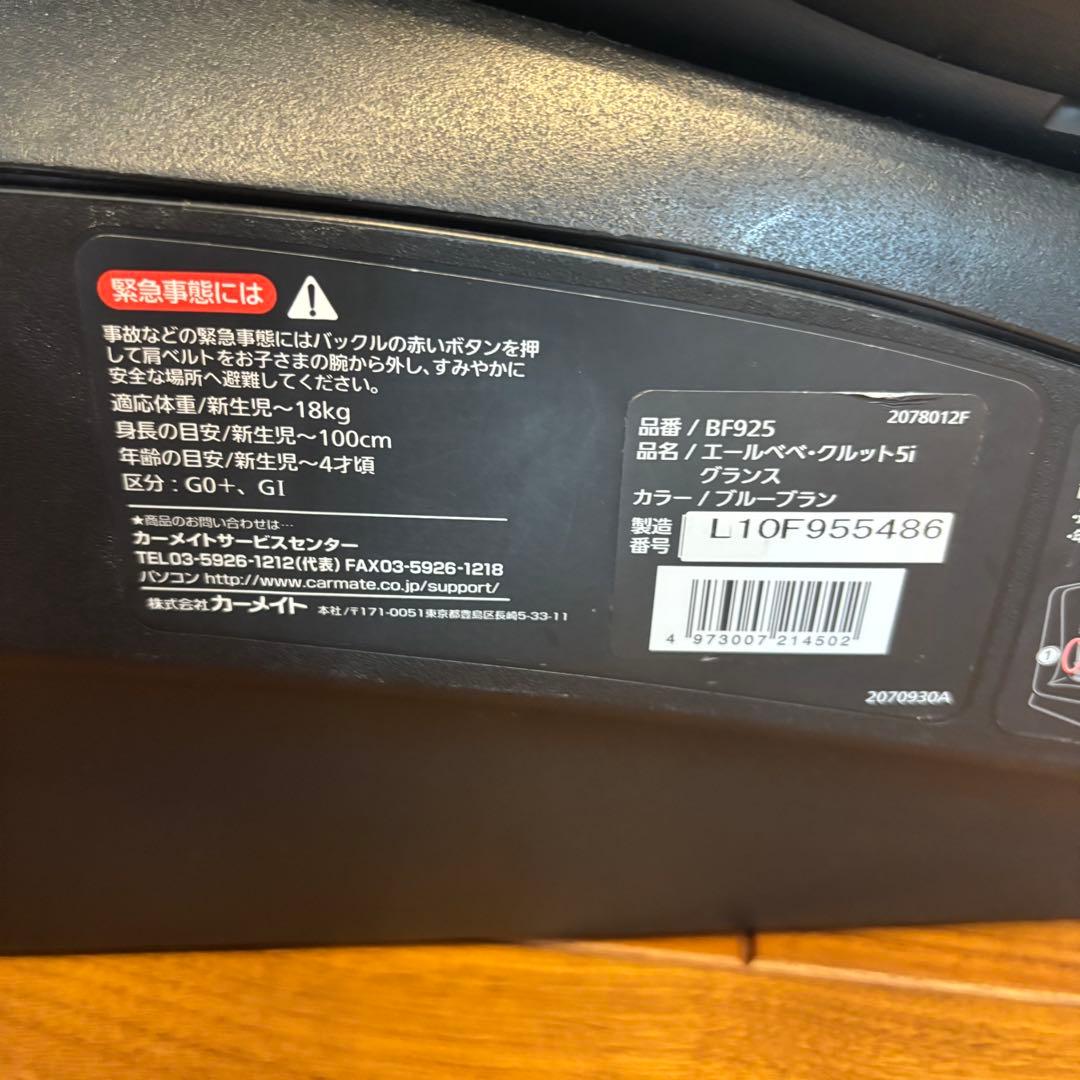 緊急事態には
事故などの緊急事態にはバックルの赤いボタンを押
して肩ベルトをお子さまの腕から外し、すみやかに
安全な場所へ避難してください。
適応体重/新生児〜18kg
身長の目安/新生児〜100cm
年齢の目安/新生児〜4才頃
区分：G0＋、GI
★商品のお問い合わせは…
カーメイトサービスセンター
TEL03-5926-1212(代表) FAX03-5926-1218
パソコン http://www.carmate.co.jp/support/
株式会社 カーメイト 本社/〒171-0051東京都豊島区長崎5-33-11
2078012F
品番 / BF925
品名 / エールベベ・クルット5i
グランス
カラー / ブルーブラン
製造
番号
L10F955486
4 973007 214502
2070930A
1